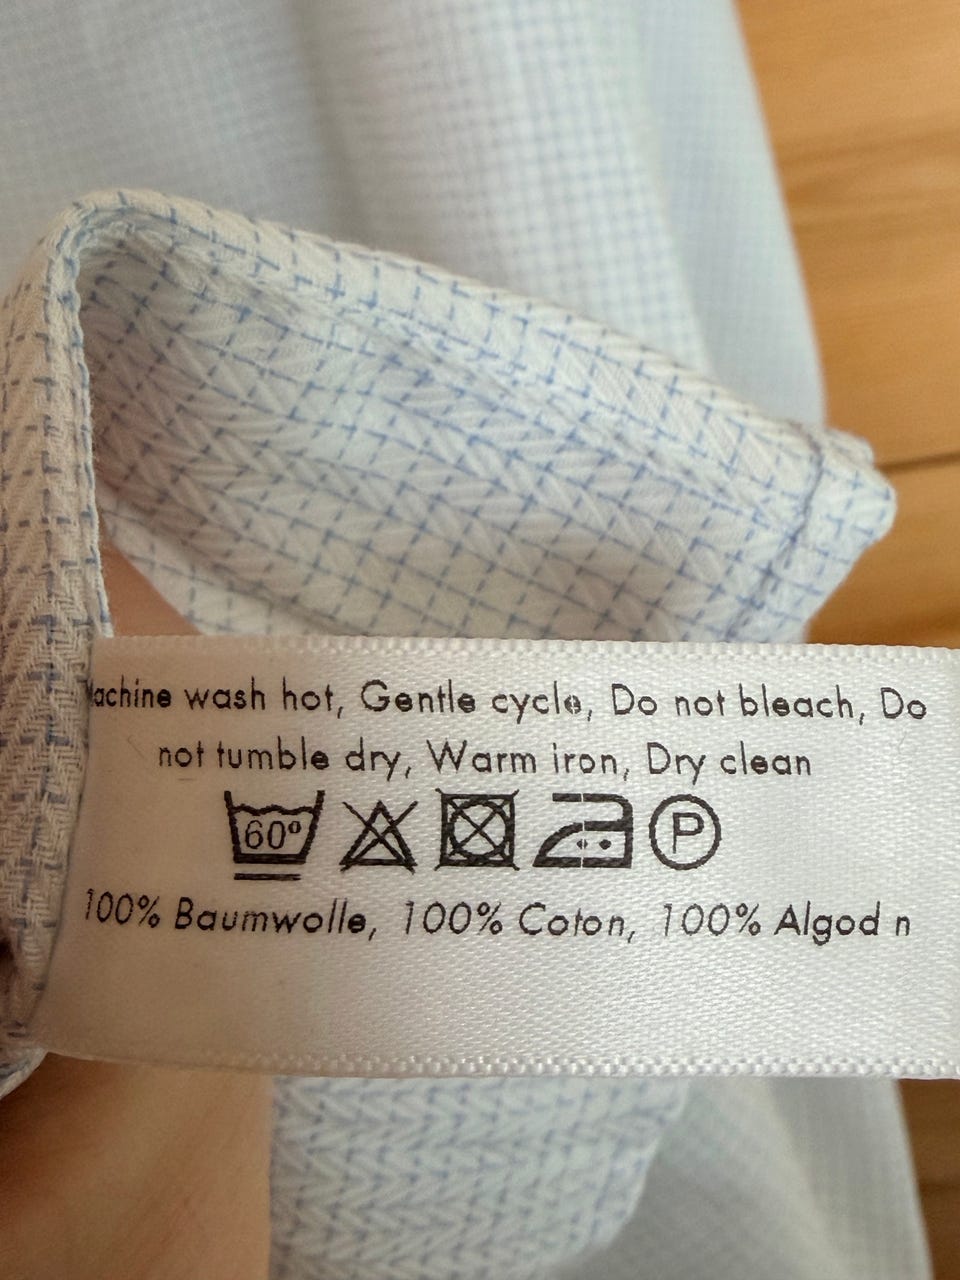 Machine wash hot, Gentle cycle, Do not bleach, Do
not tumble dry, Warm iron, Dry clean
60° P
100% Baumwolle, 100% Coton, 100% Algod n